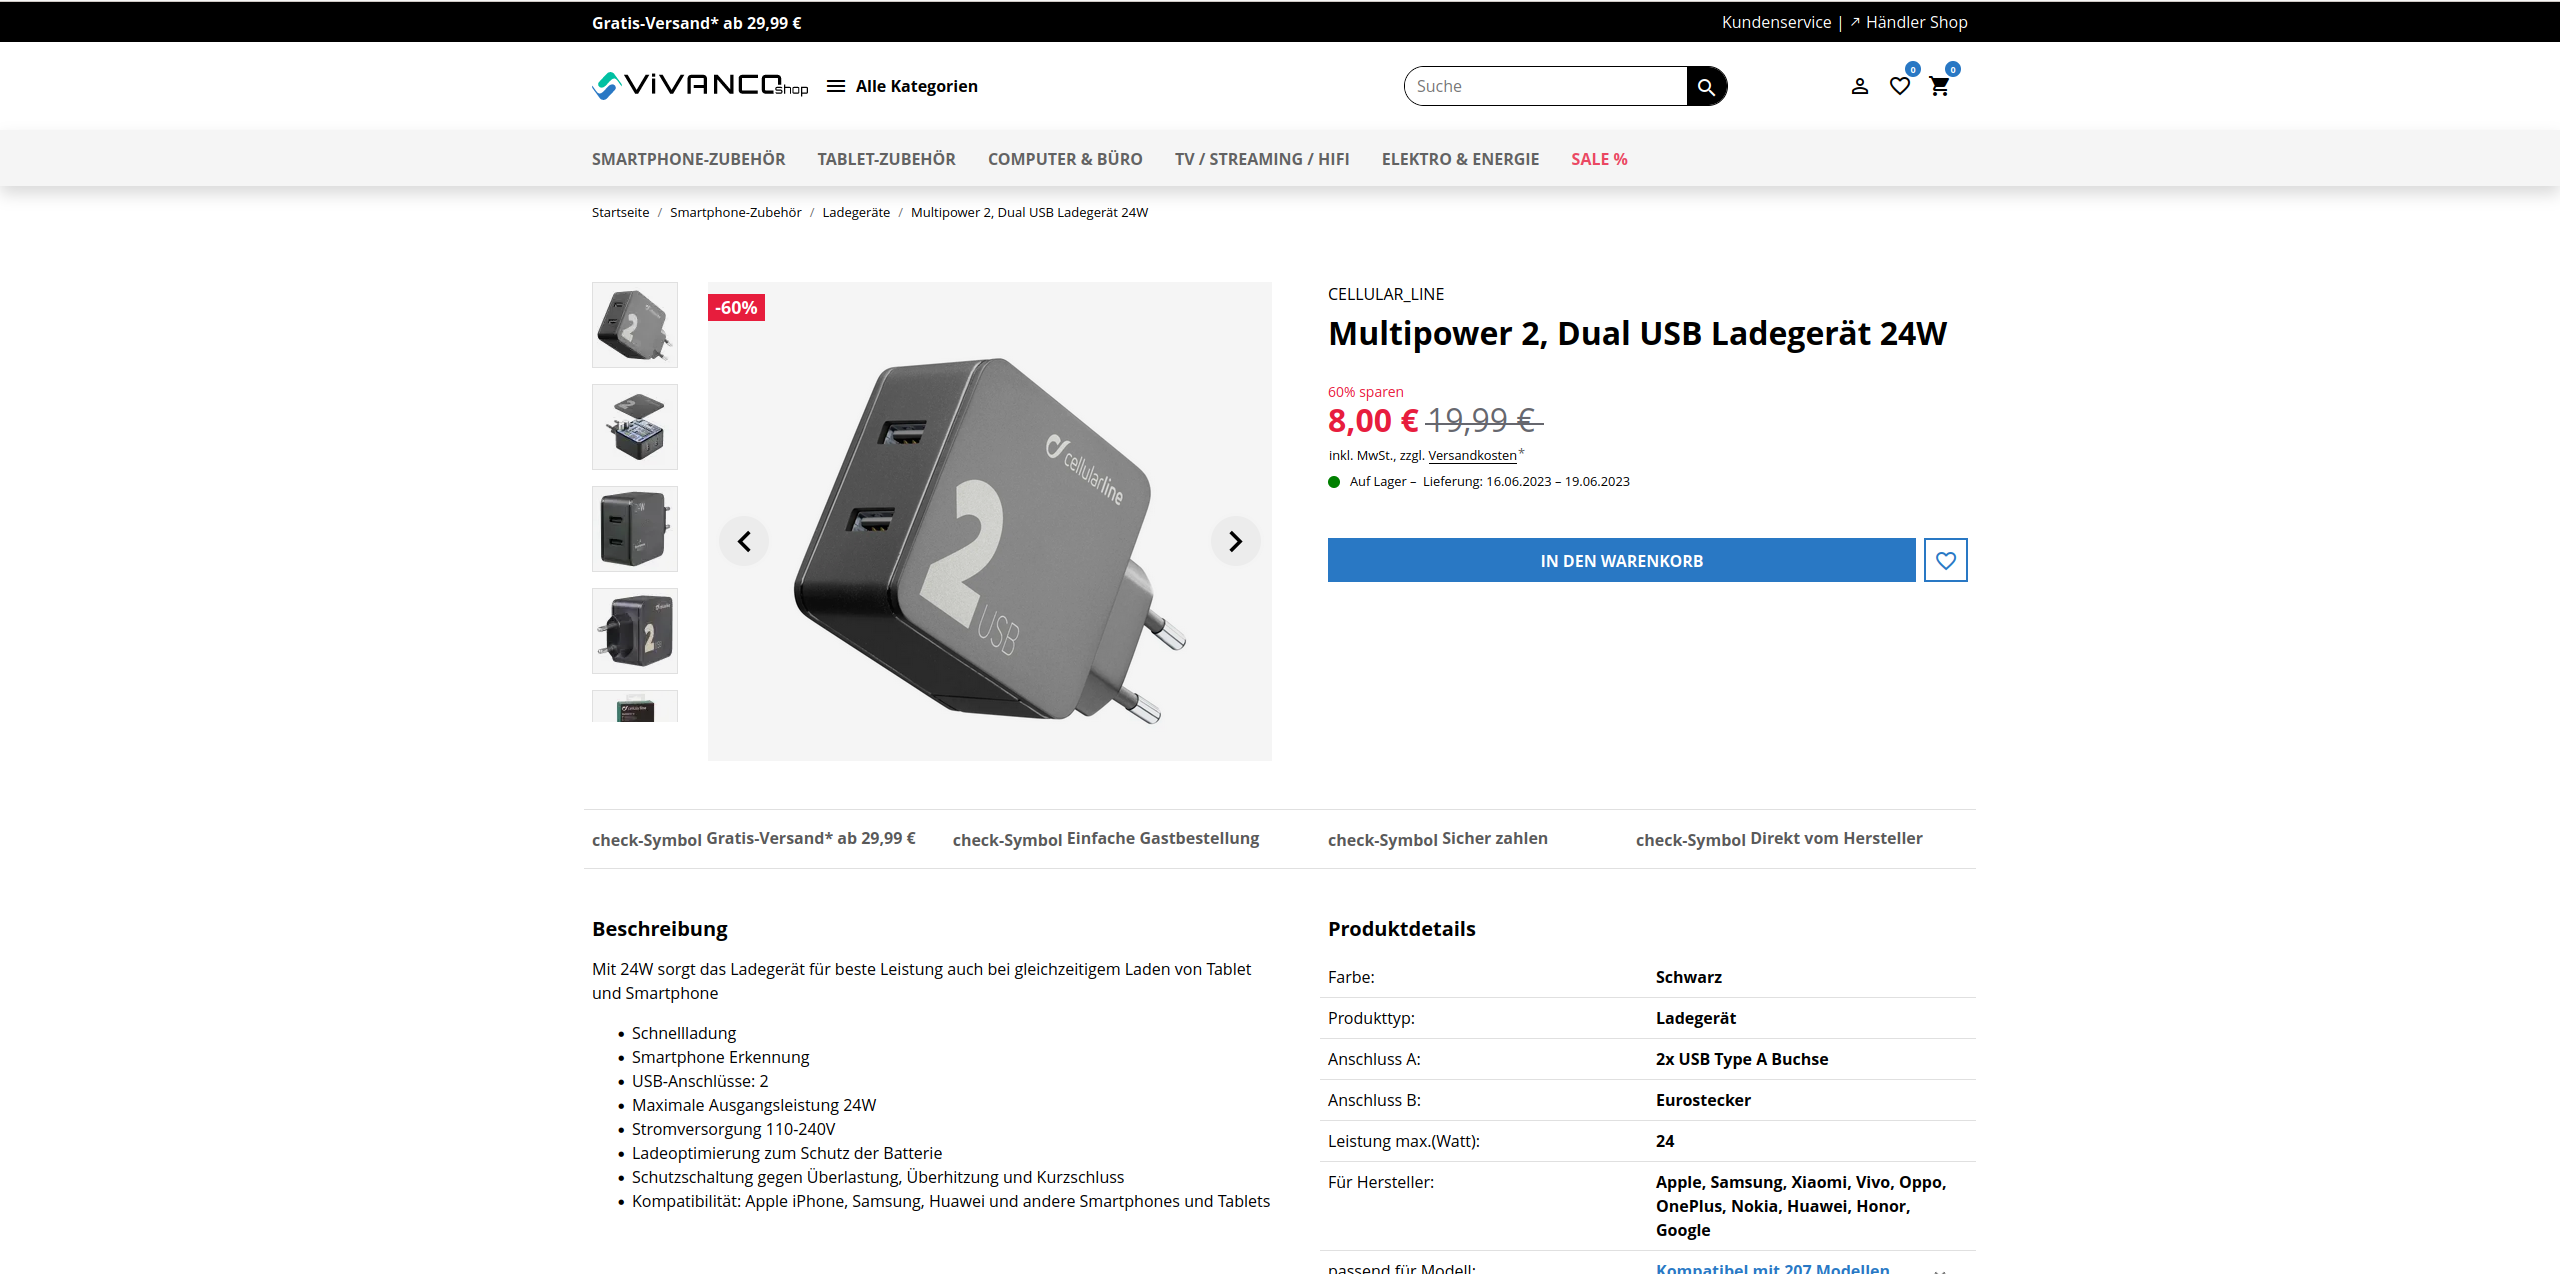 Gratis-Versand* ab 29,99 €
Kundenservice | ↗ Händler Shop
VIVANCO shop
Alle Kategorien
Suche
0
0
SMARTPHONE-ZUBEHÖR TABLET-ZUBEHÖR COMPUTER & BÜRO TV / STREAMING / HIFI ELEKTRO & ENERGIE SALE %
Startseite / Smartphone-Zubehör / Ladegeräte / Multipower 2, Dual USB Ladegerät 24W
-60%
cellularline
2
USB
CELLULAR_LINE
Multipower 2, Dual USB Ladegerät 24W
60% sparen
8,00 € 19,99 €
inkl. MwSt., zzgl. Versandkosten*
Auf Lager – Lieferung: 16.06.2023 – 19.06.2023
IN DEN WARENKORB
check-Symbol Gratis-Versand* ab 29,99 €
check-Symbol Einfache Gastbestellung
check-Symbol Sicher zahlen
check-Symbol Direkt vom Hersteller
Beschreibung
Mit 24W sorgt das Ladegerät für beste Leistung auch bei gleichzeitigem Laden von Tablet
und Smartphone
Schnellladung
Smartphone Erkennung
USB-Anschlüsse: 2
Maximale Ausgangsleistung 24W
Stromversorgung 110-240V
Ladeoptimierung zum Schutz der Batterie
Schutzschaltung gegen Überlastung, Überhitzung und Kurzschluss
Kompatibilität: Apple iPhone, Samsung, Huawei und andere Smartphones und Tablets
Produktdetails
Farbe: Schwarz
Produkttyp: Ladegerät
Anschluss A: 2x USB Type A Buchse
Anschluss B: Eurostecker
Leistung max.(Watt): 24
Für Hersteller: Apple, Samsung, Xiaomi, Vivo, Oppo,
OnePlus, Nokia, Huawei, Honor,
Google
passend für Modell: Kompatibel mit 207 Modellen